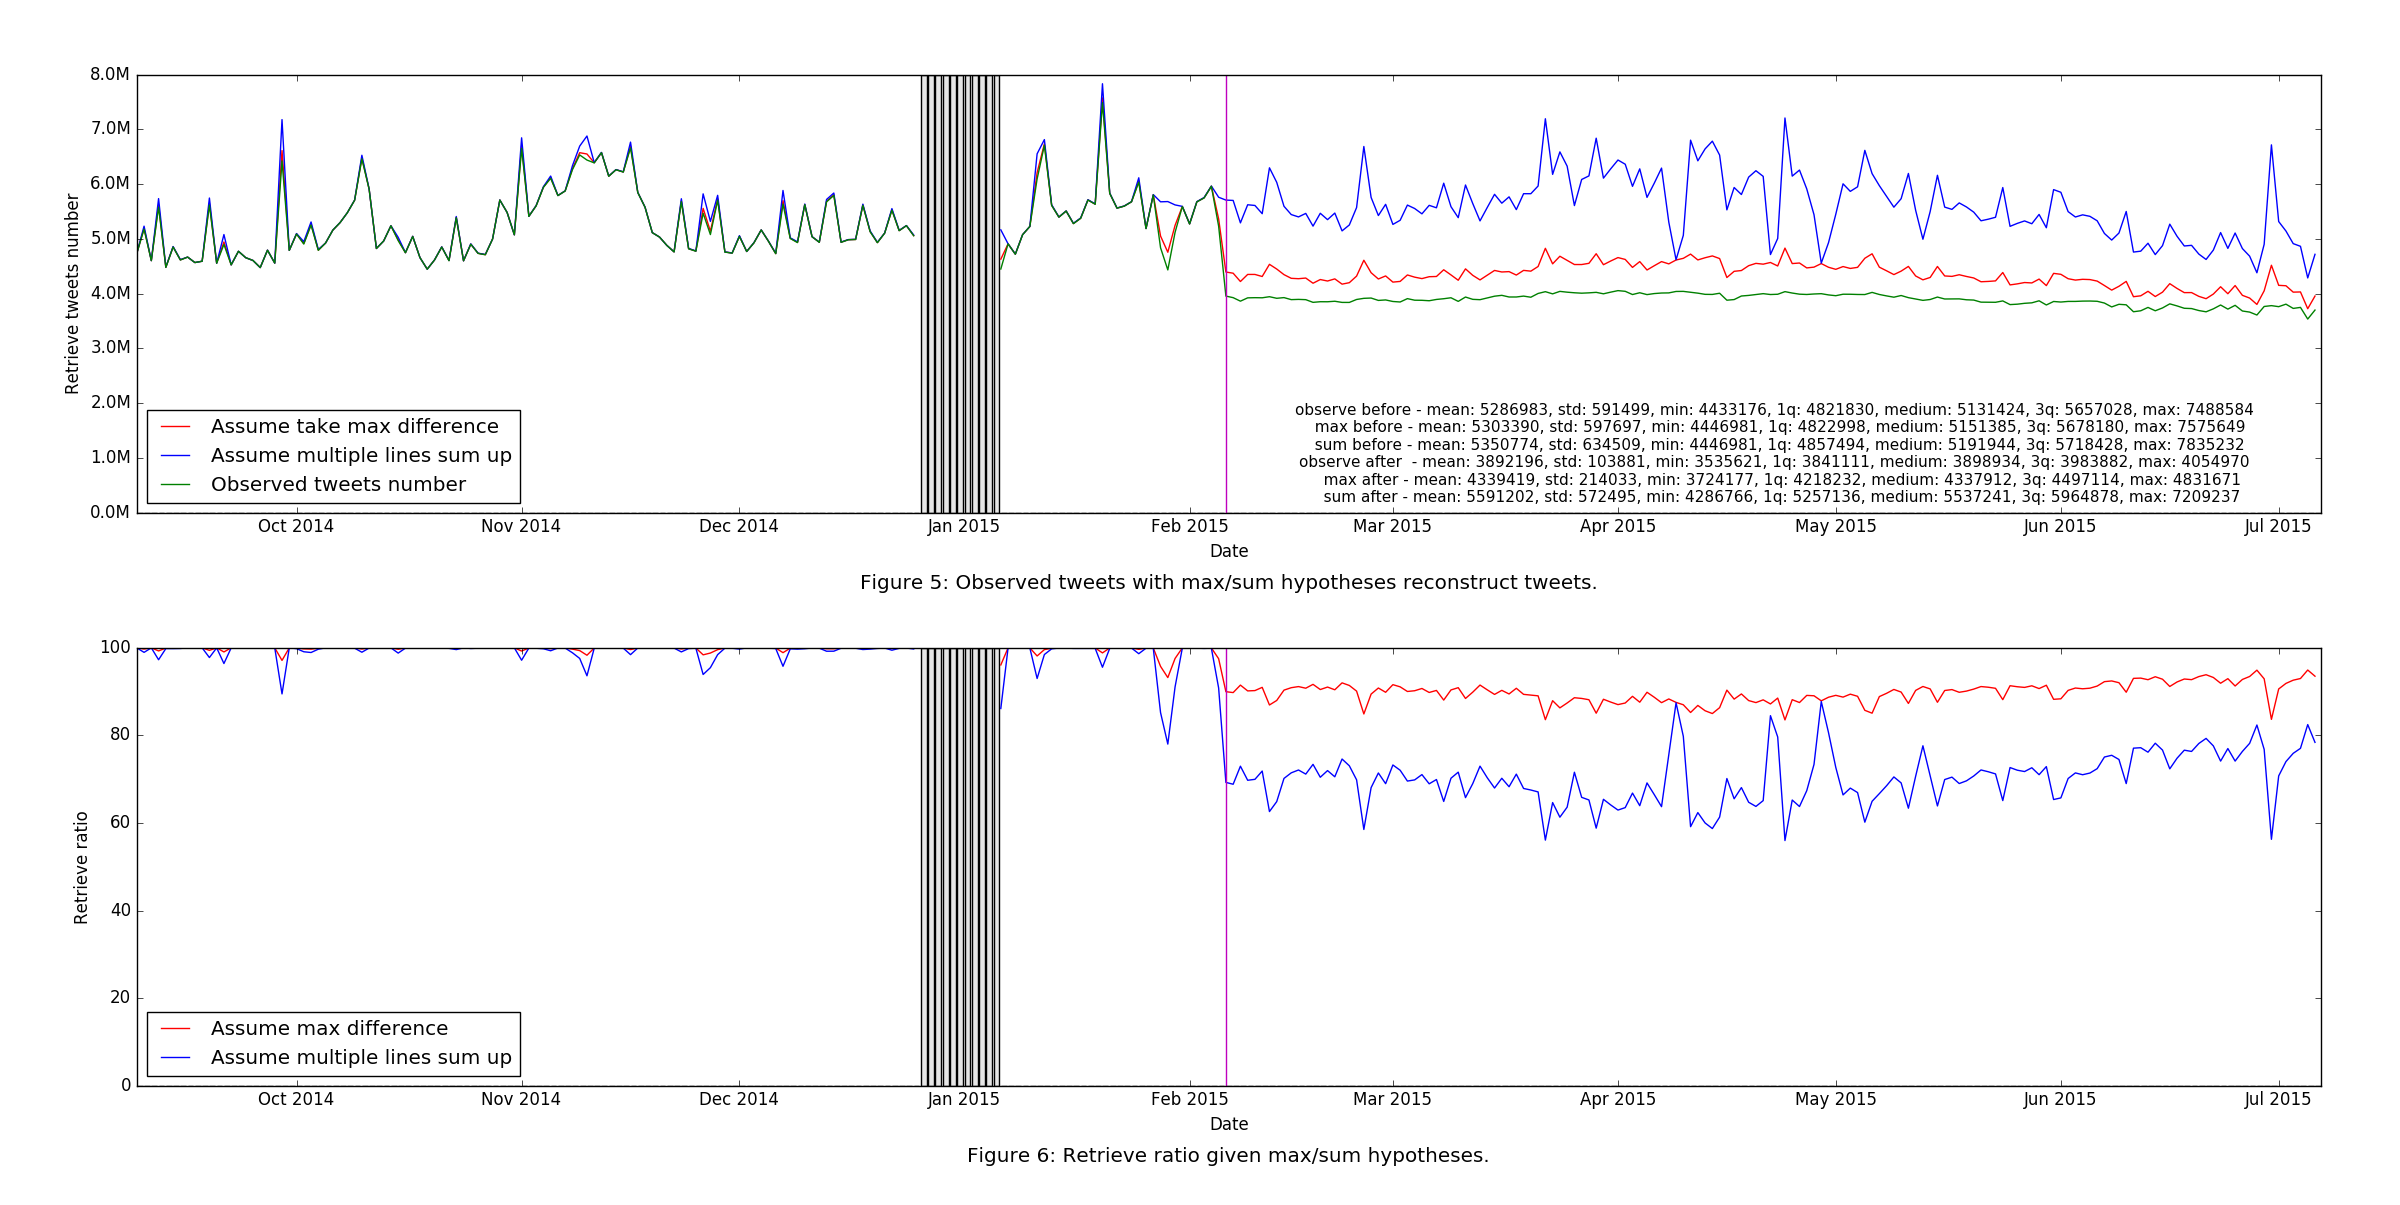 8.0M
7.0M
6.0M
5.0M
4.0M
3.0M
2.0M
1.0M
0.0M
Retrieve tweets number
Assume take max difference
Assume multiple lines sum up
Observed tweets number
observe before - mean: 5286983, std: 591499, min: 4433176, 1q: 4821830, medium: 5131424, 3q: 5657028, max: 7488584
max before - mean: 5303390, std: 597697, min: 4446981, 1q: 4822998, medium: 5151385, 3q: 5678180, max: 7575649
sum before - mean: 5350774, std: 634509, min: 4446981, 1q: 4857494, medium: 5191944, 3q: 5718428, max: 7835232
observe after  - mean: 3892196, std: 103881, min: 3535621, 1q: 3841111, medium: 3898934, 3q: 3983882, max: 4054970
max after - mean: 4339419, std: 214033, min: 3724177, 1q: 4218232, medium: 4337912, 3q: 4497114, max: 4831671
sum after - mean: 5591202, std: 572495, min: 4286766, 1q: 5257136, medium: 5537241, 3q: 5964878, max: 7209237
Oct 2014 Nov 2014 Dec 2014 Jan 2015 Feb 2015 Mar 2015 Apr 2015 May 2015 Jun 2015 Jul 2015
Date
Figure 5: Observed tweets with max/sum hypotheses reconstruct tweets.
100
80
60
40
20
0
Retrieve ratio
Assume max difference
Assume multiple lines sum up
Oct 2014 Nov 2014 Dec 2014 Jan 2015 Feb 2015 Mar 2015 Apr 2015 May 2015 Jun 2015 Jul 2015
Date
Figure 6: Retrieve ratio given max/sum hypotheses.